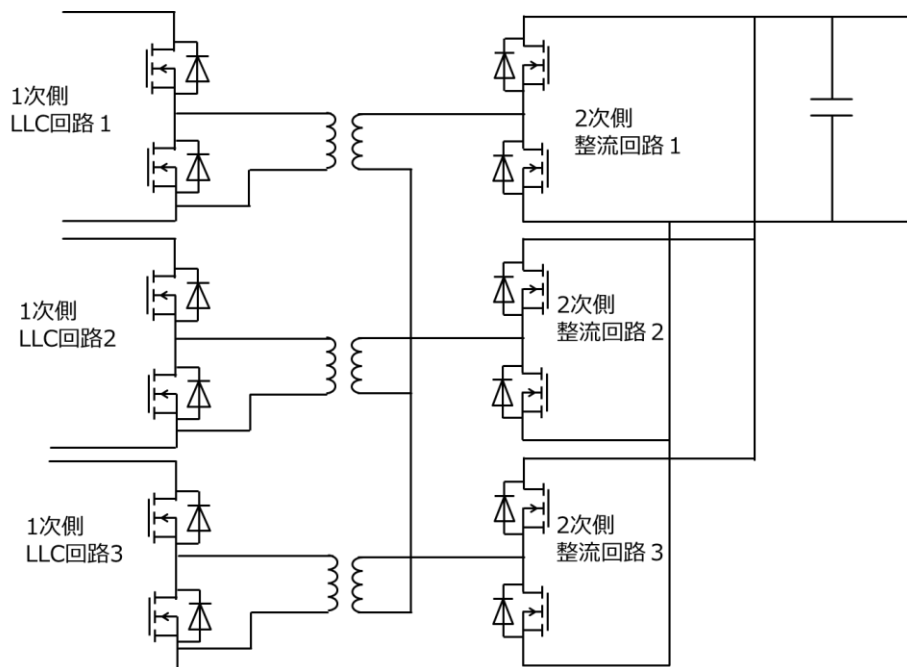 1次側
LLC回路 1
2次側
整流回路 1
1次側
LLC回路2
2次側
整流回路 2
1次側
LLC回路3
2次側
整流回路 3